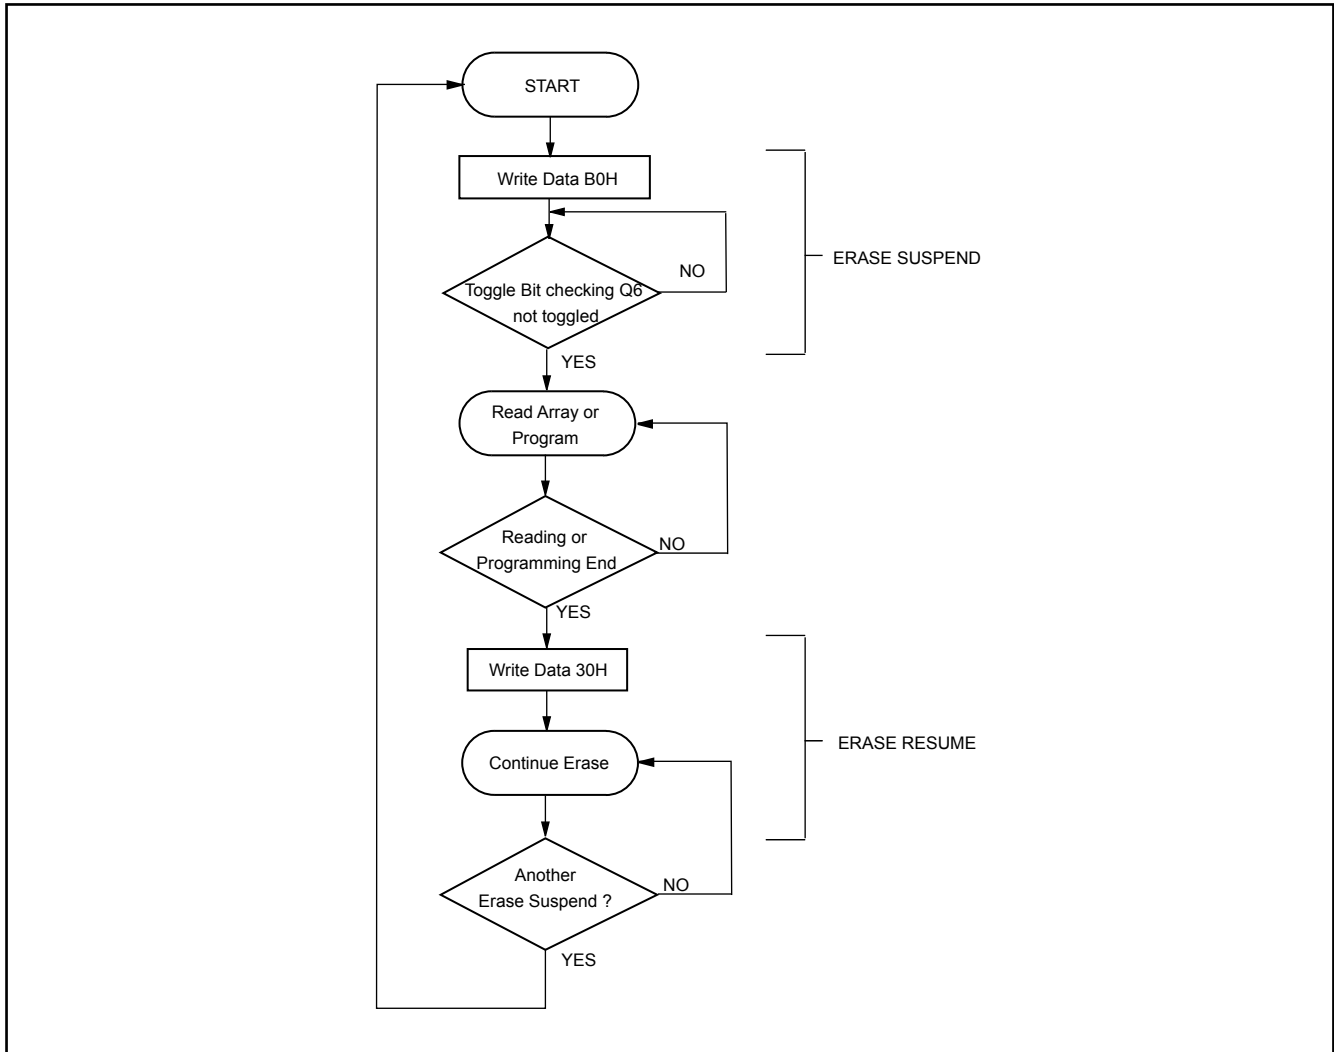 START
Write Data B0H
ERASE SUSPEND
NO
Toggle Bit checking Q6
not toggled
YES
Read Array or
Program
Reading or
Programming End
NO
YES
Write Data 30H
ERASE RESUME
Continue Erase
Another
Erase Suspend ?
NO
YES